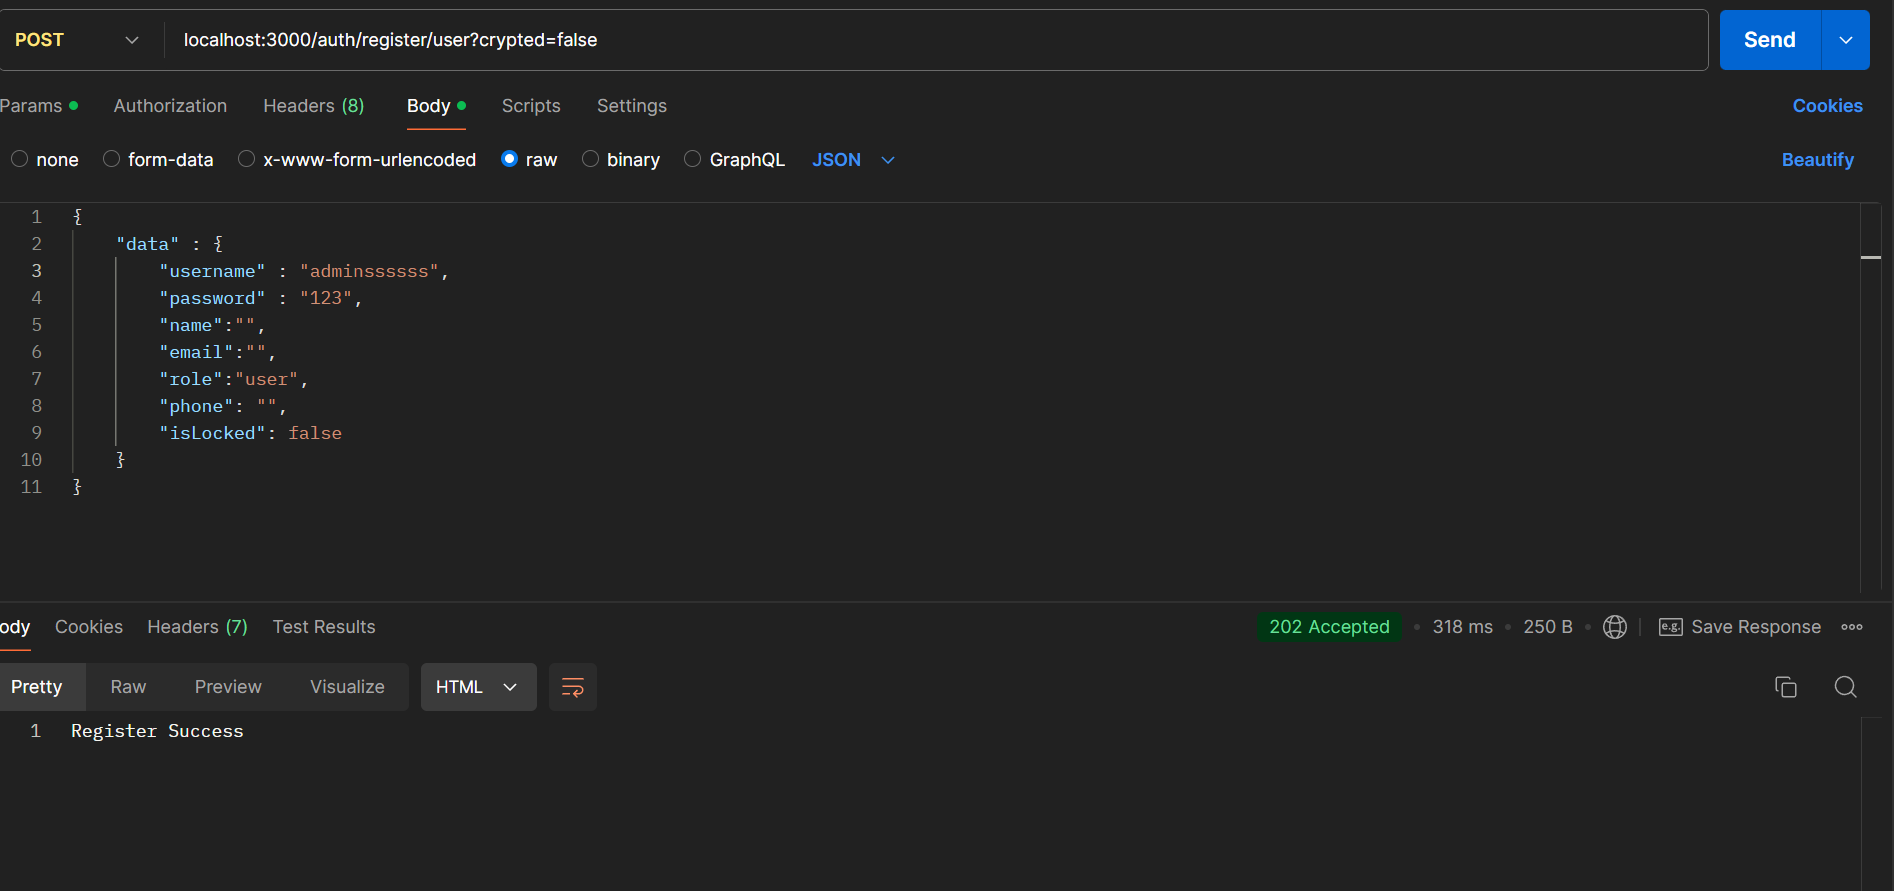 POST localhost:3000/auth/register/user?crypted=false Send
Params Authorization Headers (8) Body Scripts Settings Cookies
none form-data x-www-form-urlencoded raw binary GraphQL JSON Beautify
1 {
2 "data" : {
3 "username" : "adminssssss",
4 "password" : "123",
5 "name":"",
6 "email":"",
7 "role":"user",
8 "phone": "",
9 "isLocked": false
10 }
11 }
ody Cookies Headers (7) Test Results 202 Accepted • 318 ms • 250 B • e.g. Save Response
Pretty Raw Preview Visualize HTML
1 Register Success